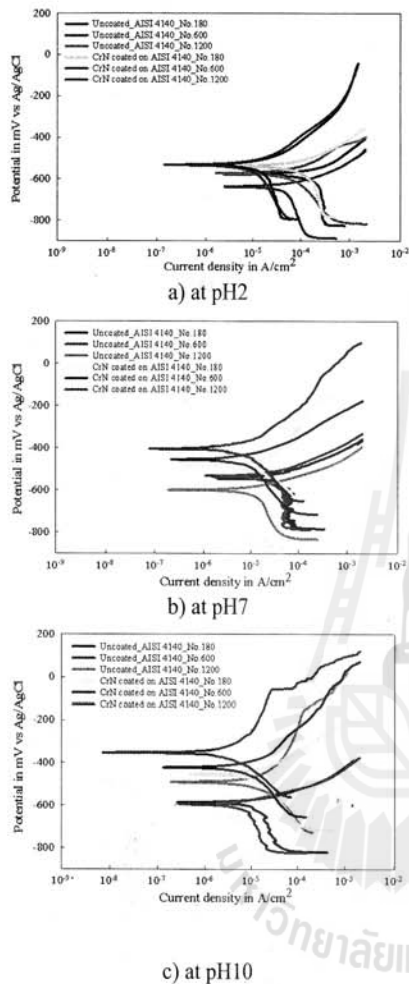 Uncoated_AISI 4140_No.180
Uncoated_AISI 4140_No.600
Uncoated_AISI 4140_No.1200
CrN coated on AISI 4140_No.180
CrN coated on AISI 4140_No.600
CrN coated on AISI 4140_No.1200
200
0
-200
-400
-600
-800
Potential in mV vs Ag/AgCl
10⁻⁹ 10⁻⁸ 10⁻⁷ 10⁻⁶ 10⁻⁵ 10⁻⁴ 10⁻³ 10⁻²
Current density in A/cm²
a) at pH2
Uncoated_AISI 4140_No.180
Uncoated_AISI 4140_No.600
Uncoated_AISI 4140_No.1200
CrN coated on AISI 4140_No.180
CrN coated on AISI 4140_No.600
CrN coated on AISI 4140_No.1200
200
0
-200
-400
-600
-800
Potential in mV vs Ag/AgCl
10⁻⁹ 10⁻⁸ 10⁻⁷ 10⁻⁶ 10⁻⁵ 10⁻⁴ 10⁻³ 10⁻²
Current density in A/cm²
b) at pH7
Uncoated_AISI 4140_No.180
Uncoated_AISI 4140_No.600
Uncoated_AISI 4140_No.1200
CrN coated on AISI 4140_No.180
CrN coated on AISI 4140_No.600
CrN coated on AISI 4140_No.1200
200
0
-200
-400
-600
-800
Potential in mV vs Ag/AgCl
10⁻⁹ 10⁻⁸ 10⁻⁷ 10⁻⁶ 10⁻⁵ 10⁻⁴ 10⁻³ 10⁻²
Current density in A/cm²
c) at pH10